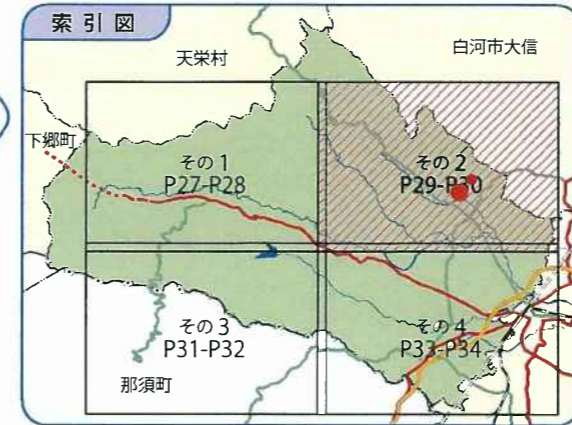 索引図
天栄村
白河市大信
下郷町
その1
P27-P28
その2
P29-P30
その3
P31-P32
その4
P33-P34
那須町